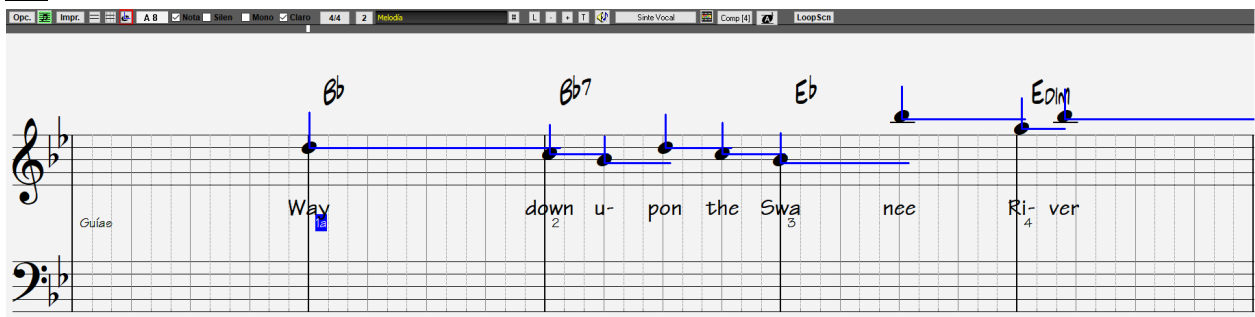 Opc. Impr. A 8 Nota Silen Mono Claro 4/4 2 Melodía # L - + T Sinte Vocal Comp [4] A LoopScn
Bb Bb7 Eb EDIM
Way down u- pon the Swa nee Ri- ver
Guíae 1a 2 3 4